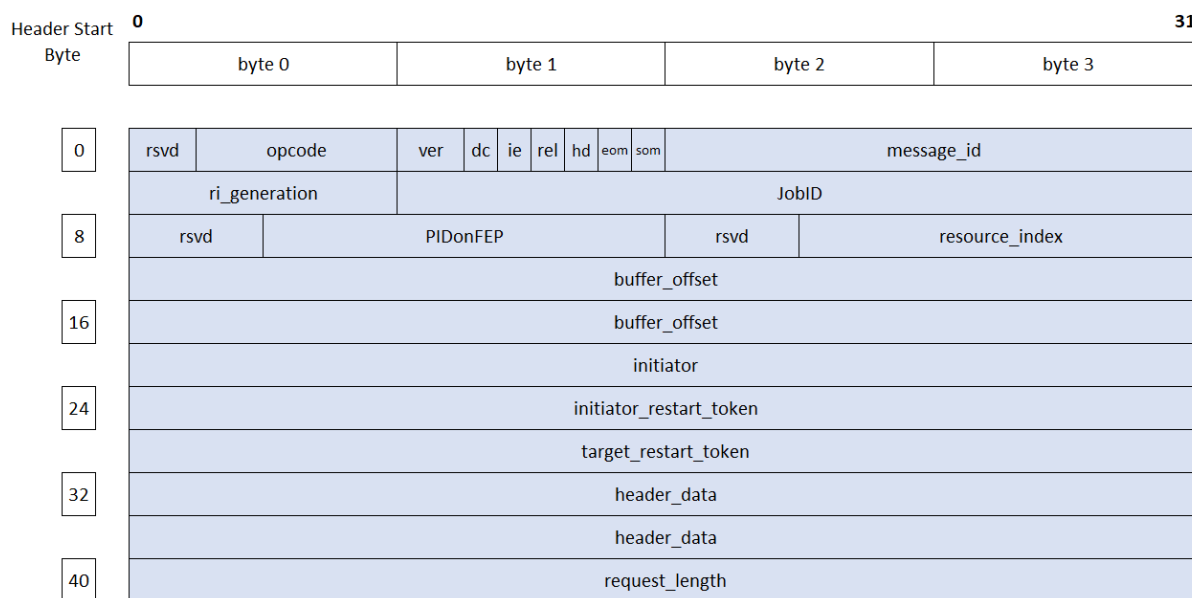 Header Start
Byte
0 31
byte 0 byte 1 byte 2 byte 3
0 rsvd opcode ver dc ie rel hd eom som message_id
ri_generation JobID
8 rsvd PIDonFEP rsvd resource_index
buffer_offset
16 buffer_offset
initiator
24 initiator_restart_token
target_restart_token
32 header_data
header_data
40 request_length